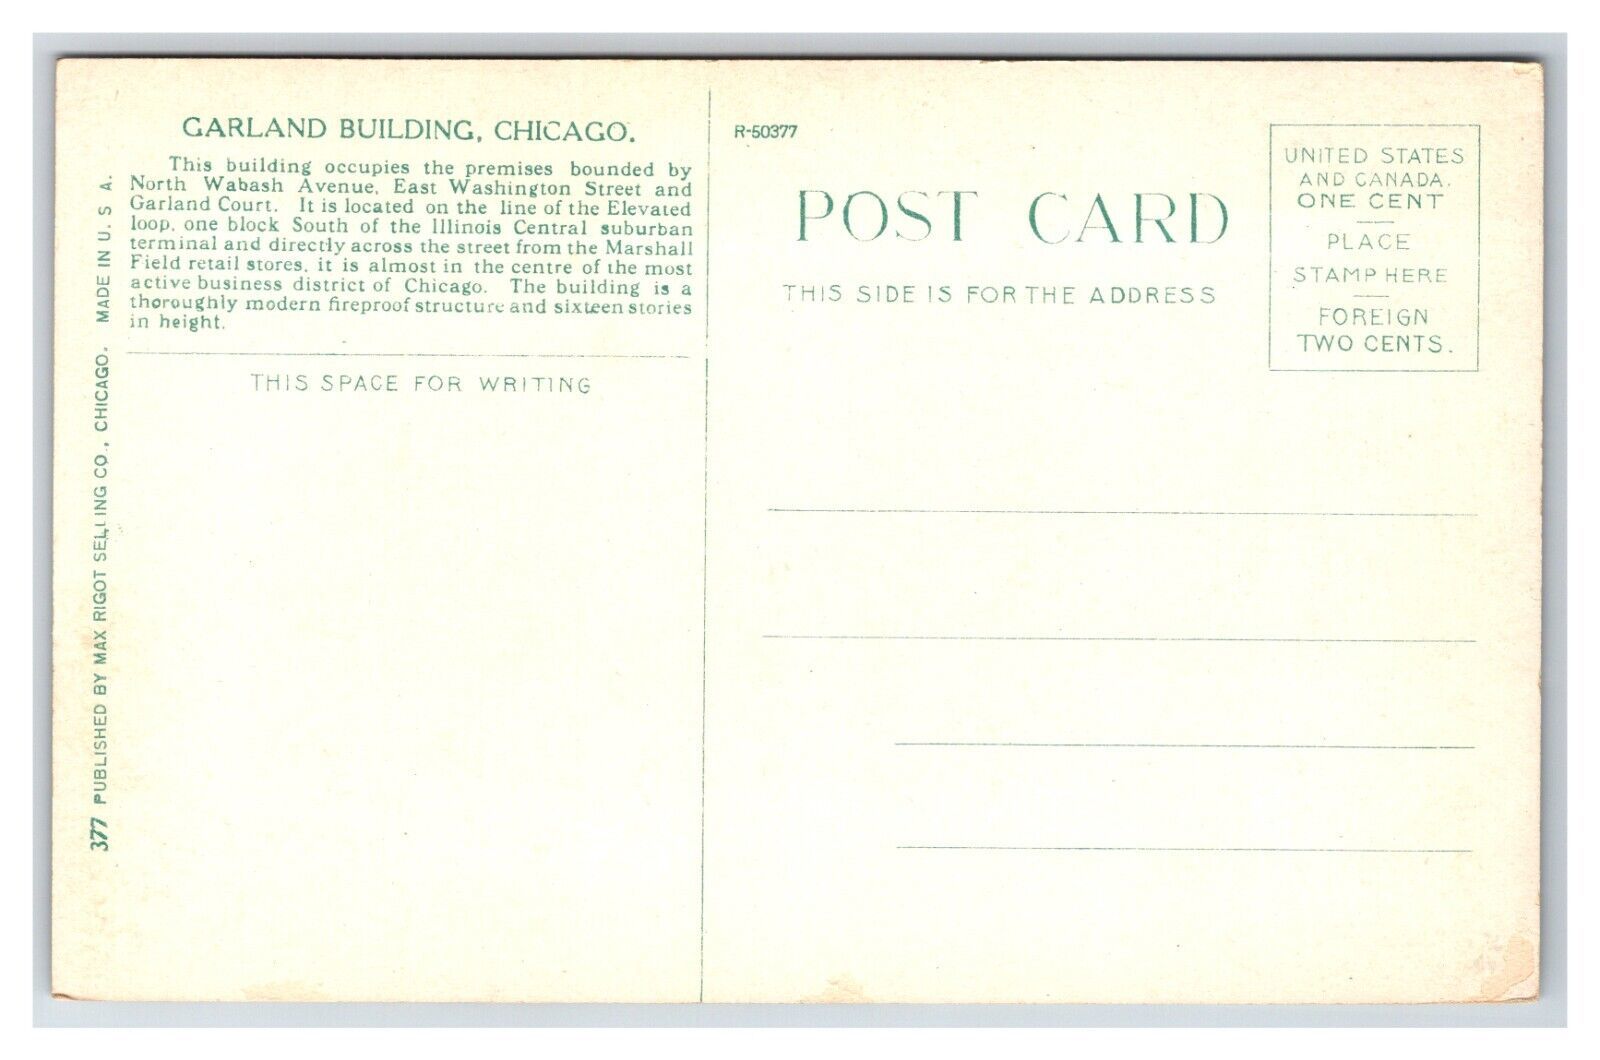 GARLAND BUILDING, CHICAGO.
This building occupies the premises bounded by
North Wabash Avenue, East Washington Street and
Garland Court. It is located on the line of the Elevated
loop, one block South of the Illinois Central suburban
terminal and directly across the street from the Marshall
Field retail stores, it is almost in the centre of the most
active business district of Chicago. The building is a
thoroughly modern fireproof structure and sixteen stories
in height.
THIS SPACE FOR WRITING
377 PUBLISHED BY MAX RIGOT SELLING CO., CHICAGO. MADE IN U. S. A.
R-50377
POST CARD
THIS SIDE IS FOR THE ADDRESS
UNITED STATES
AND CANADA.
ONE CENT
PLACE
STAMP HERE
FOREIGN
TWO CENTS.